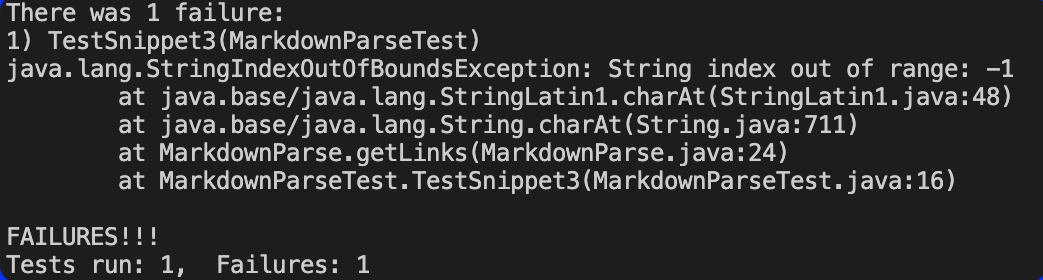 There was 1 failure:
1) TestSnippet3(MarkdownParseTest)
java.lang.StringIndexOutOfBoundsException: String index out of range: -1
        at java.base/java.lang.StringLatin1.charAt(StringLatin1.java:48)
        at java.base/java.lang.String.charAt(String.java:711)
        at MarkdownParse.getLinks(MarkdownParse.java:24)
        at MarkdownParseTest.TestSnippet3(MarkdownParseTest.java:16)

FAILURES!!!
Tests run: 1,  Failures: 1